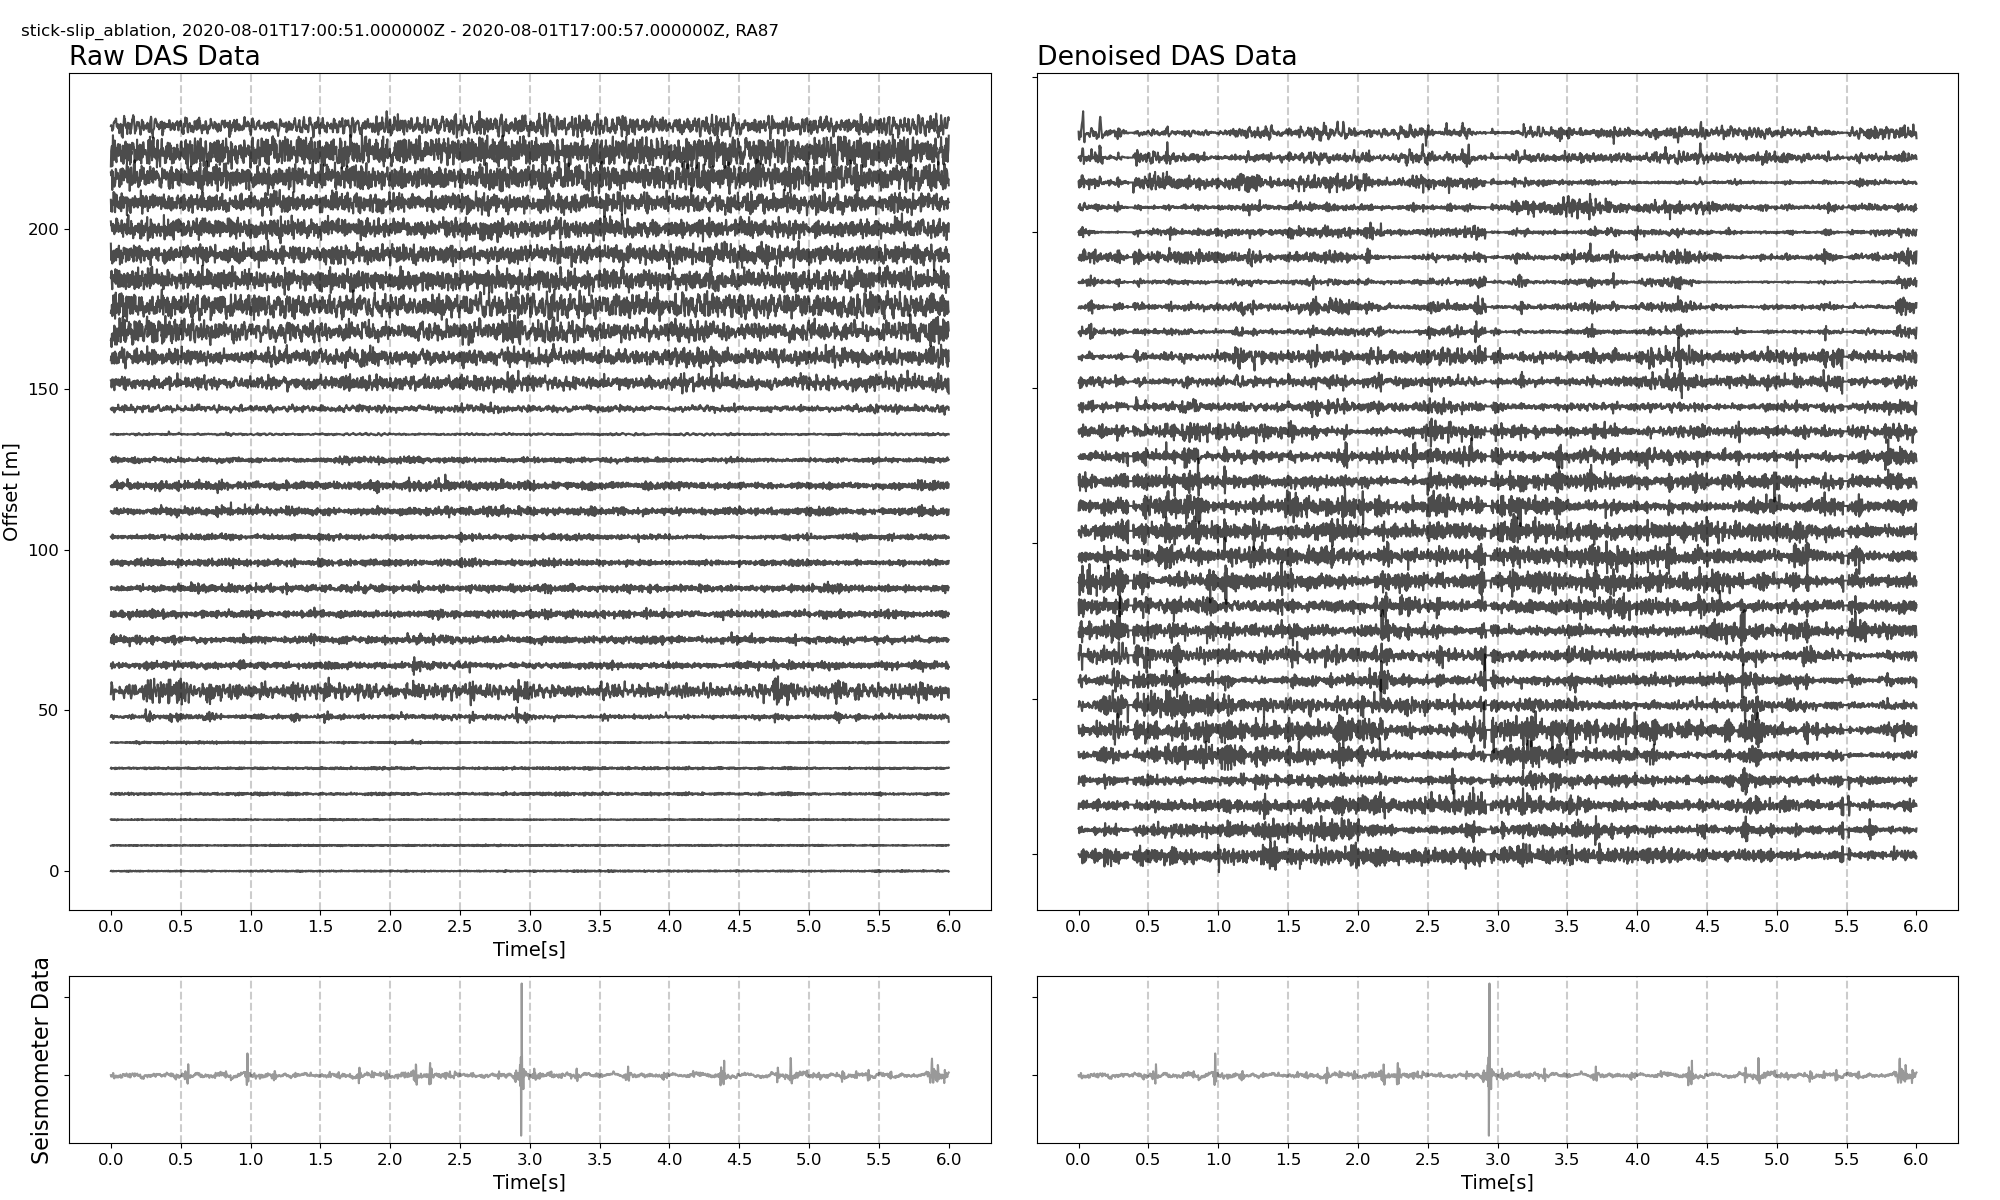 stick-slip_ablation, 2020-08-01T17:00:51.000000Z - 2020-08-01T17:00:57.000000Z, RA87
Raw DAS Data
Denoised DAS Data
Offset [m]
200
150
100
50
0
0.0 0.5 1.0 1.5 2.0 2.5 3.0 3.5 4.0 4.5 5.0 5.5 6.0
Time[s]
0.0 0.5 1.0 1.5 2.0 2.5 3.0 3.5 4.0 4.5 5.0 5.5 6.0
Seismometer Data
0.0 0.5 1.0 1.5 2.0 2.5 3.0 3.5 4.0 4.5 5.0 5.5 6.0
Time[s]
0.0 0.5 1.0 1.5 2.0 2.5 3.0 3.5 4.0 4.5 5.0 5.5 6.0
Time[s]